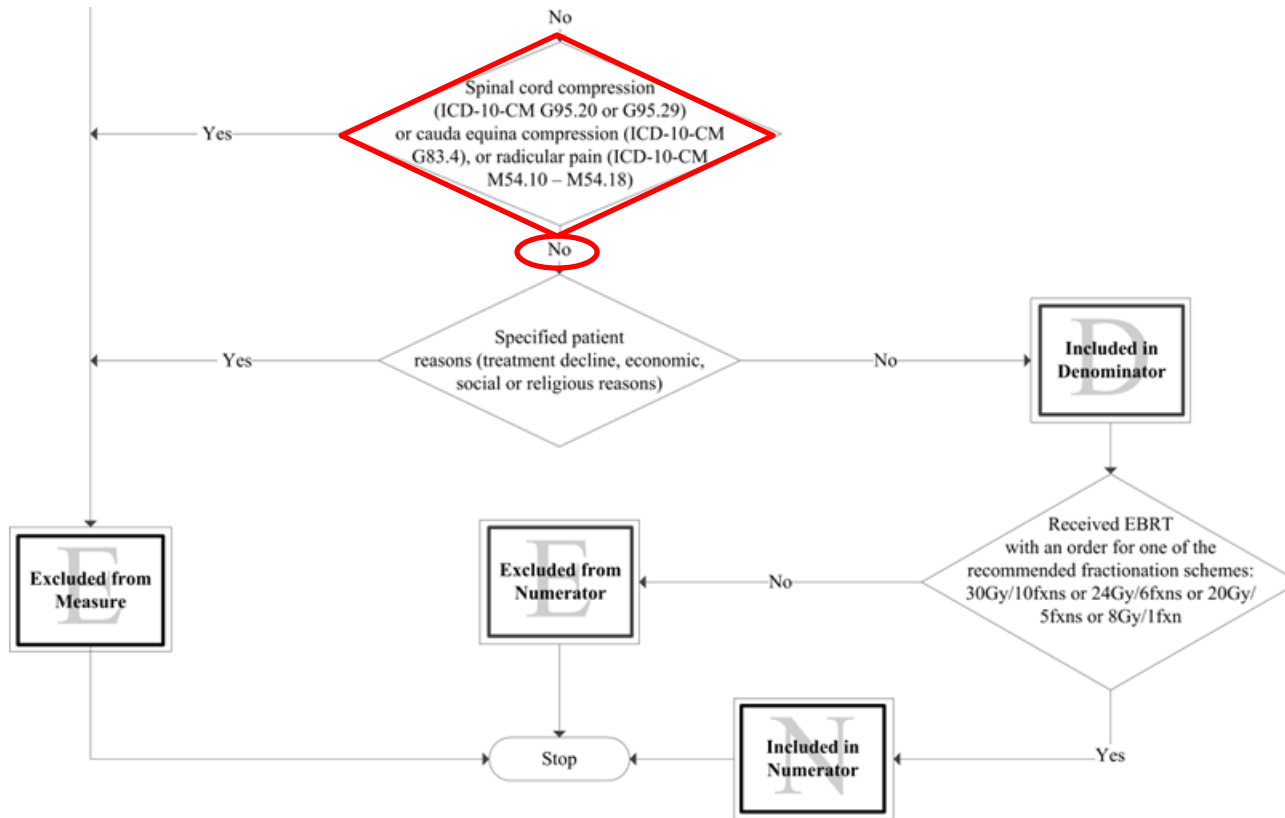 No
Spinal cord compression
(ICD-10-CM G95.20 or G95.29)
or cauda equina compression (ICD-10-CM
G83.4), or radicular pain (ICD-10-CM
M54.10 – M54.18)
Yes
No
Specified patient
reasons (treatment decline, economic,
social or religious reasons)
Yes
No
D
Included in
Denominator
Received EBRT
with an order for one of the
recommended fractionation schemes:
30Gy/10fxns or 24Gy/6fxns or 20Gy/
5fxns or 8Gy/1fxn
No
E
Excluded from
Numerator
E
Excluded from
Measure
Yes
N
Included in
Numerator
Stop